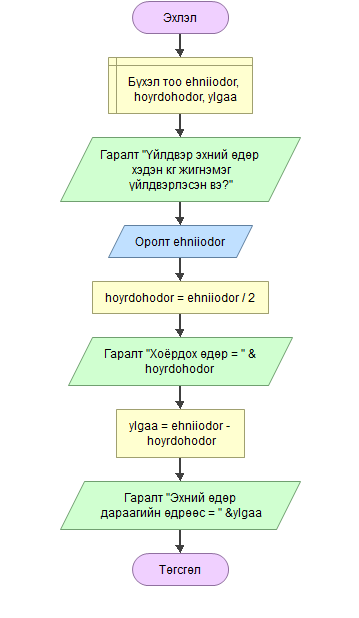 Эхлэл
Бүхэл тоо ehniiodor,
hoyrdohodor, ylgaa
Гаралт "Үйлдвэр эхний өдөр
хэдэн кг жигнэмэг
үйлдвэрлэсэн вэ?"
Оролт ehniiodor
hoyrdohodor = ehniiodor / 2
Гаралт "Хоёрдох өдөр = " &
hoyrdohodor
ylgaa = ehniiodor -
hoyrdohodor
Гаралт "Эхний өдөр
дараагийн өдрөөс = " &ylgaa
Төгсгөл